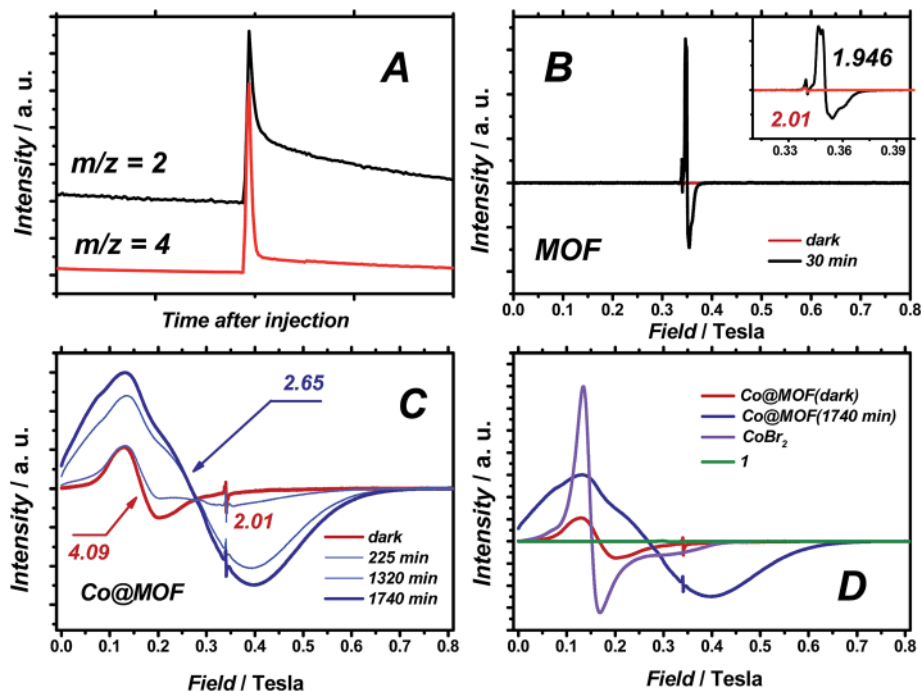 A
Intensity / a. u.
m/z = 2
m/z = 4
Time after injection
B
Intensity / a. u.
1.946
2.01
0.33 0.36 0.39
MOF
dark
30 min
0.0 0.1 0.2 0.3 0.4 0.5 0.6 0.7 0.8
Field / Tesla
C
Intensity / a. u.
2.65
4.09
2.01
Co@MOF
dark
225 min
1320 min
1740 min
0.0 0.1 0.2 0.3 0.4 0.5 0.6 0.7 0.8
Field / Tesla
Intensity / a. u.
Co@MOF(dark)
Co@MOF(1740 min)
CoBr₂
1
D
0.0 0.1 0.2 0.3 0.4 0.5 0.6 0.7 0.8
Field / Tesla